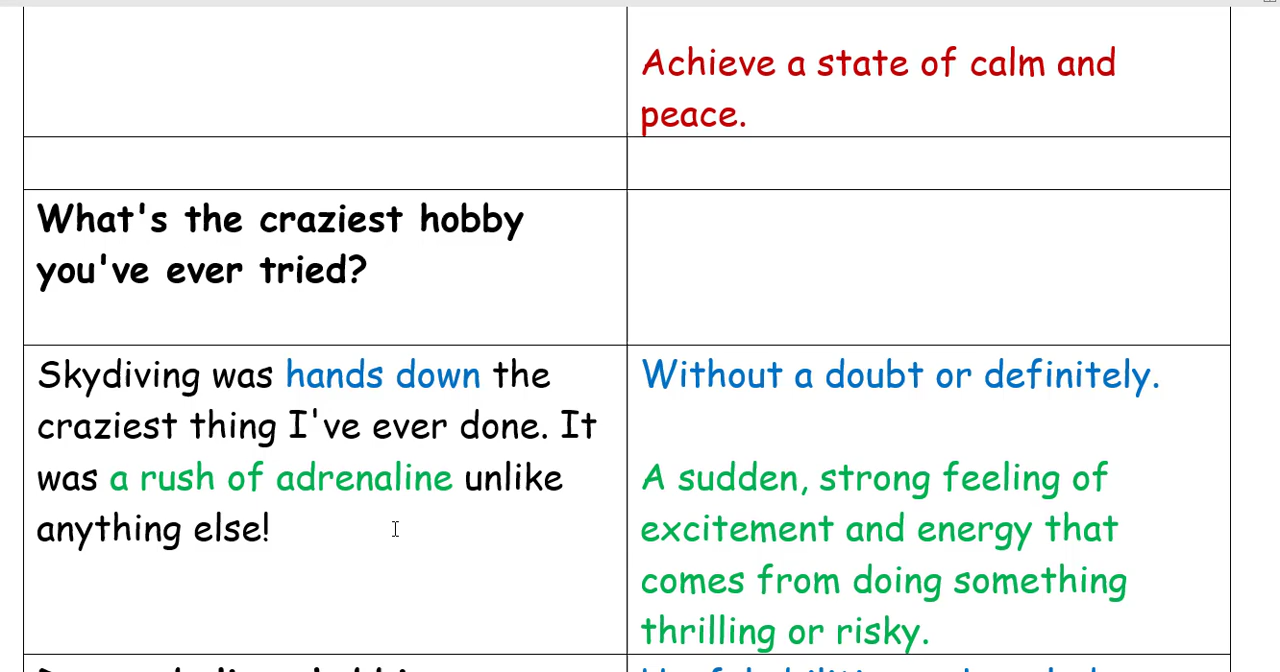 Achieve a state of calm and
peace.
What's the craziest hobby
you've ever tried?
Skydiving was hands down the
craziest thing I've ever done. It
was a rush of adrenaline unlike
anything else!
Without a doubt or definitely.
A sudden, strong feeling of
excitement and energy that
comes from doing something
thrilling or risky.